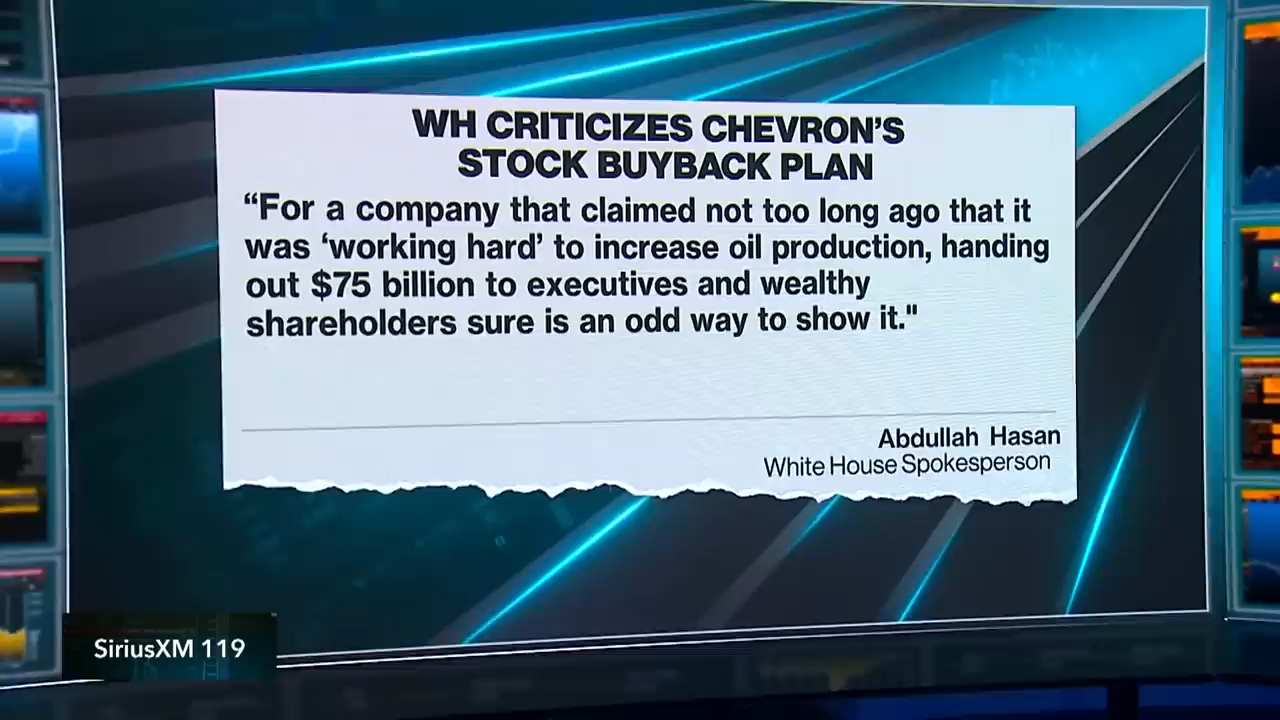 WH CRITICIZES CHEVRON'S
STOCK BUYBACK PLAN
“For a company that claimed not too long ago that it
was ‘working hard’ to increase oil production, handing
out $75 billion to executives and wealthy
shareholders sure is an odd way to show it."
Abdullah Hasan
White House Spokesperson
SiriusXM 119